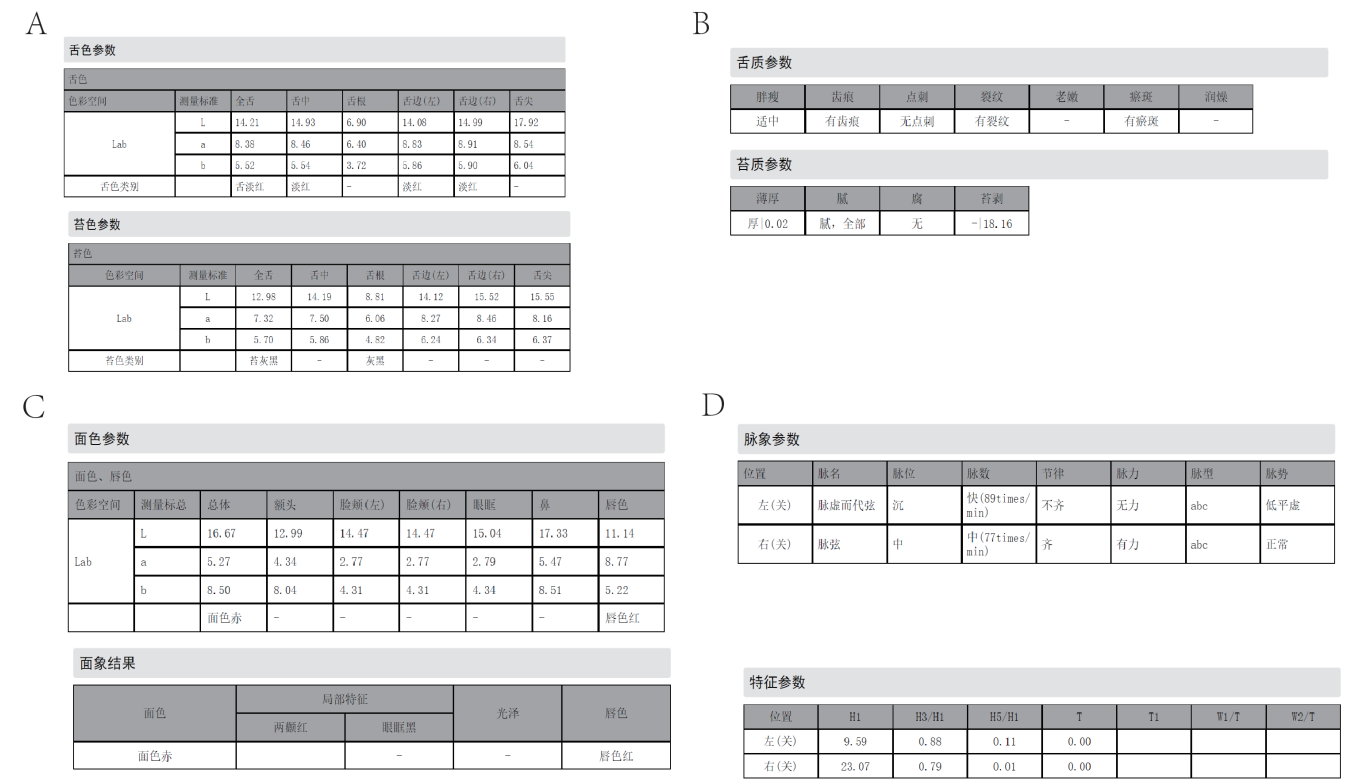 A
舌色参数
舌色
色彩空间 测量标准 全舌 舌中 舌根 舌边(左) 舌边(右) 舌尖
Lab
L 14.21 14.93 6.90 14.08 14.99 17.92
a 8.38 8.46 6.40 8.83 8.91 8.54
b 5.52 5.54 3.72 5.86 5.90 6.04
舌色类别 舌淡红 淡红 - 淡红 淡红 -
苔色参数
苔色
色彩空间 测量标准 全舌 舌中 舌根 舌边(左) 舌边(右) 舌尖
Lab
L 12.98 14.19 8.81 14.12 15.52 15.55
a 7.32 7.50 6.06 8.27 8.46 8.16
b 5.70 5.86 4.82 6.24 6.34 6.37
苔色类别 苔灰黑 - 灰黑 - - -
B
舌质参数
胖瘦 齿痕 点刺 裂纹 老嫩 瘀斑 润燥
适中 有齿痕 无点刺 有裂纹 - 有瘀斑 -
苔质参数
薄厚 腻 腐 苔剥
厚|0.02 腻，全部 无 -|18.16
C
面色参数
面色、唇色
色彩空间 测量标总 总体 额头 脸颊(左) 脸颊(右) 眼眶 鼻 唇色
Lab
L 16.67 12.99 14.47 14.47 15.04 17.33 11.14
a 5.27 4.34 2.77 2.77 2.79 5.47 8.77
b 8.50 8.04 4.31 4.31 4.34 8.51 5.22
面色赤 - - - - - 唇色红
面象结果
面色 局部特征 光泽 唇色
两颧红 眼眶黑
面色赤 - - 唇色红
D
脉象参数
位置 脉名 脉位 脉数 节律 脉力 脉型 脉势
左(关) 脉虚而代弦 沉 快(89times/
min) 不齐 无力 abc 低平虚
右(关) 脉弦 中 中(77times/
min) 齐 有力 abc 正常
特征参数
位置 H1 H3/H1 H5/H1 T T1 W1/T W2/T
左(关) 9.59 0.88 0.11 0.00
右(关) 23.07 0.79 0.01 0.00